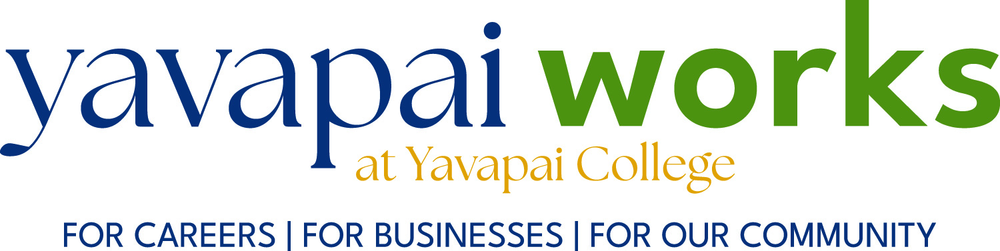 yavapai works
at Yavapai College
FOR CAREERS | FOR BUSINESSES | FOR OUR COMMUNITY